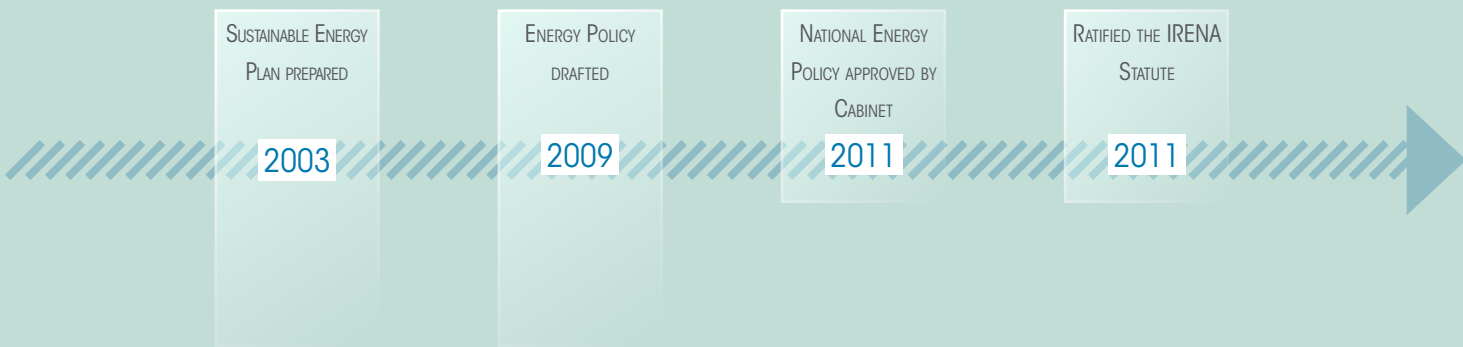 Sustainable Energy
Plan prepared
2003
Energy Policy
drafted
2009
National Energy
Policy approved by
Cabinet
2011
Ratified the IRENA
Statute
2011